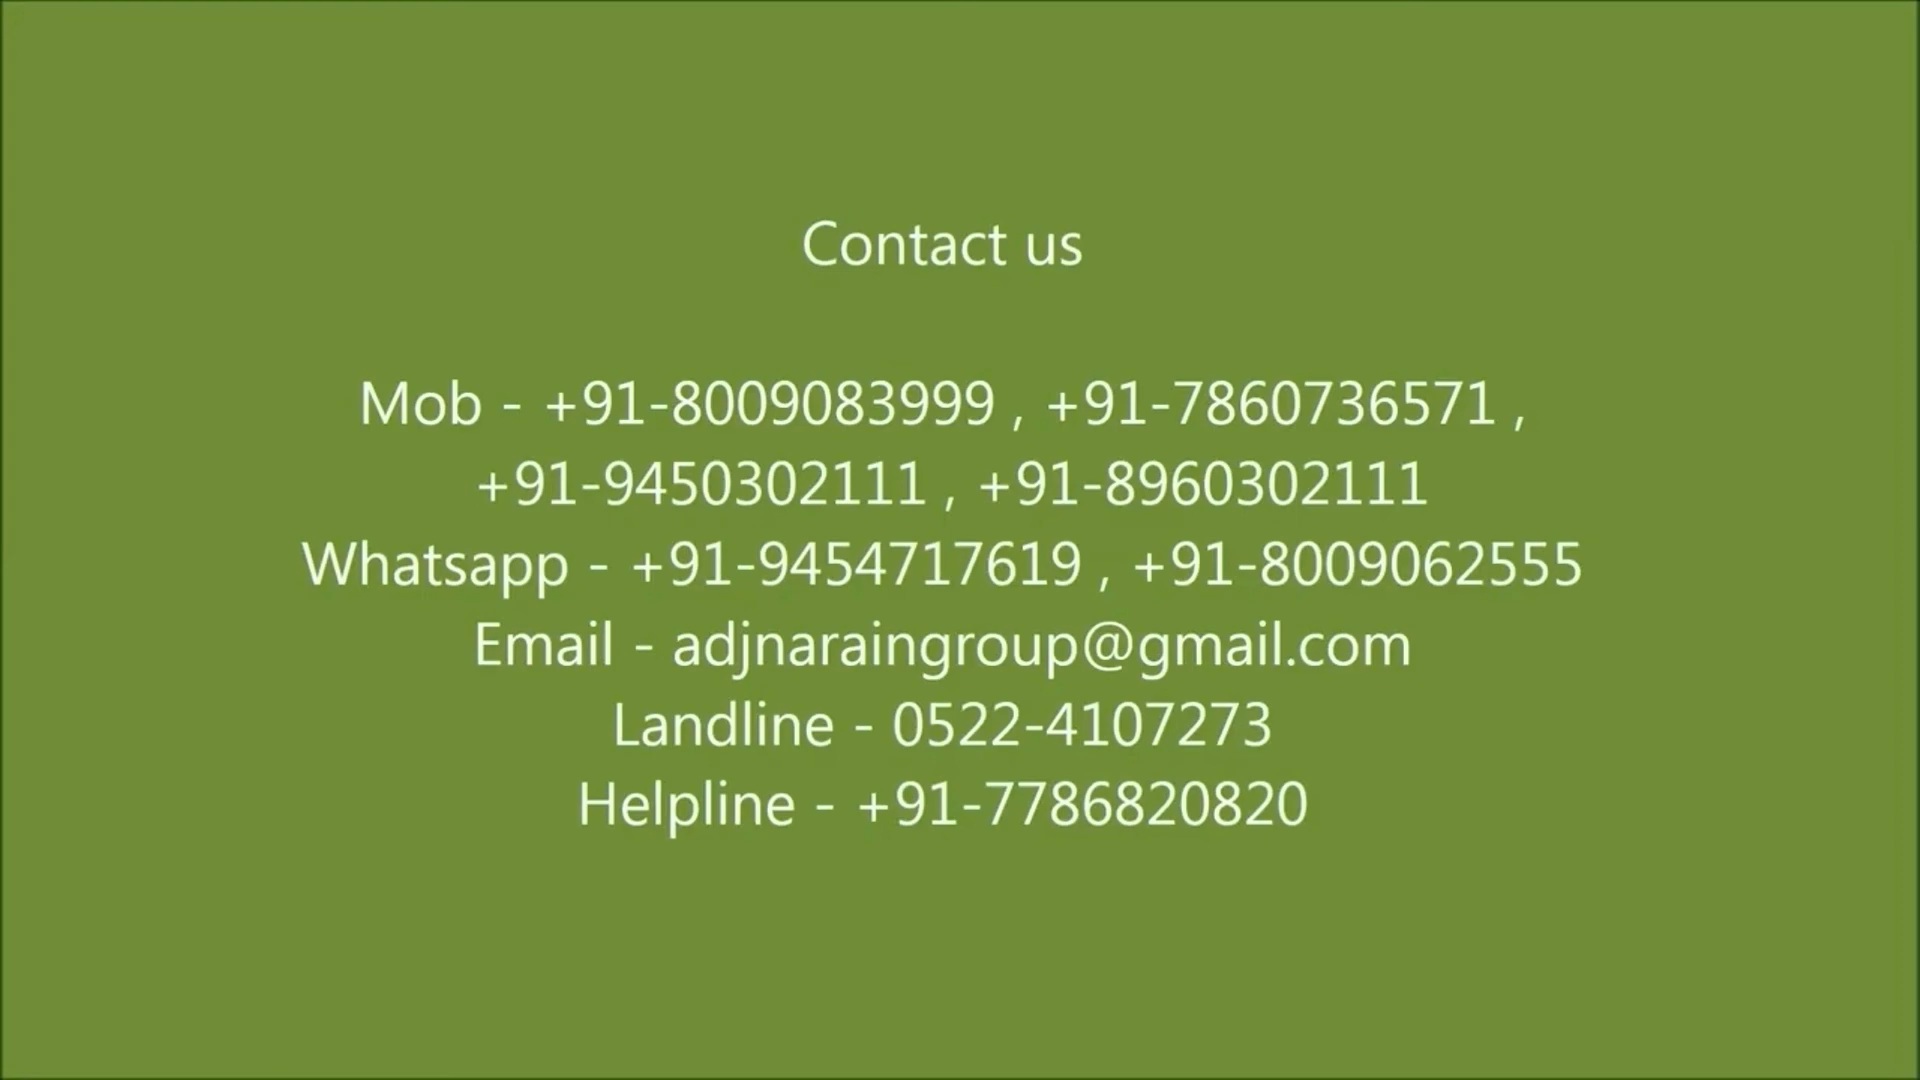 Contact us
Mob - +91-8009083999 , +91-7860736571 ,
+91-9450302111 , +91-8960302111
Whatsapp - +91-9454717619 , +91-8009062555
Email - adjnaraingroup@gmail.com
Landline - 0522-4107273
Helpline - +91-7786820820